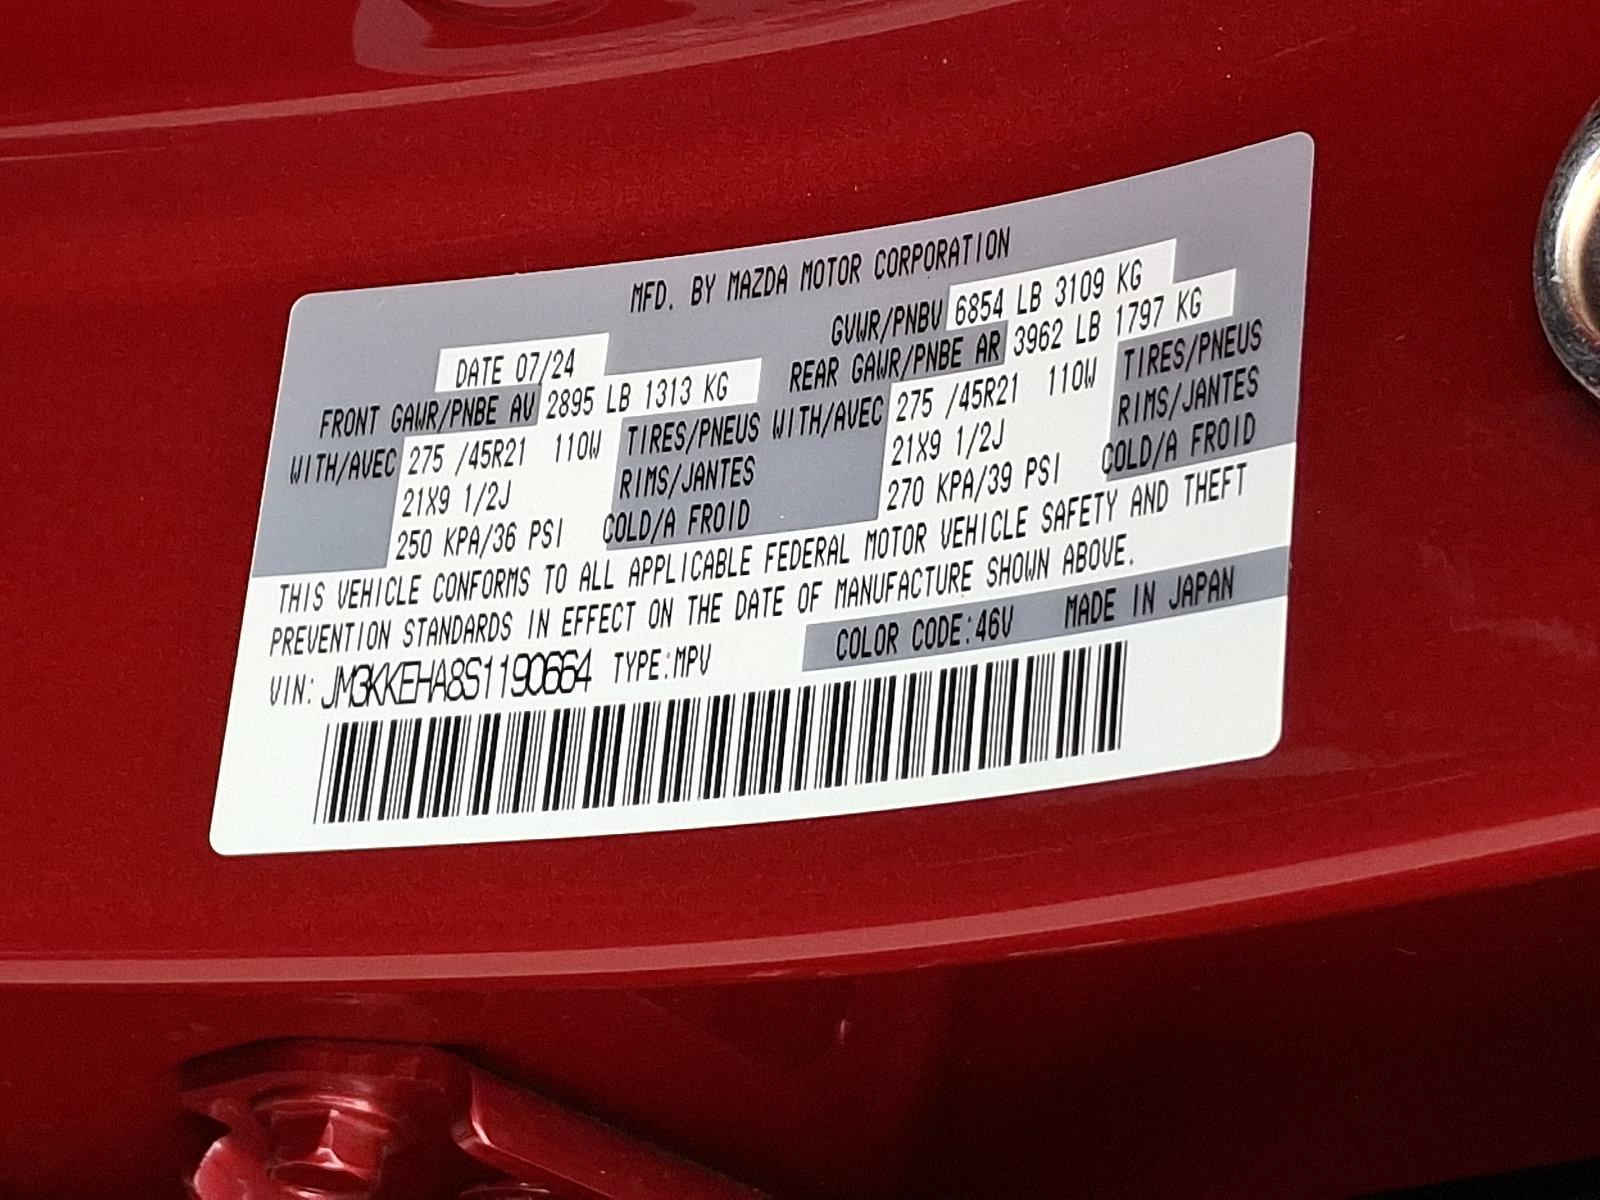 MFD. BY MAZDA MOTOR CORPORATION
DATE 07/24
GVWR/PNBV 6854 LB 3109 KG
FRONT GAWR/PNBE AV 2895 LB 1313 KG
REAR GAWR/PNBE AR 3962 LB 1797 KG
WITH/AVEC 275 /45R21 110W TIRES/PNEUS
21X9 1/2J RIMS/JANTES
250 KPA/36 PSI COLD/A FROID
WITH/AVEC 275 /45R21 110W TIRES/PNEUS
21X9 1/2J RIMS/JANTES
270 KPA/39 PSI COLD/A FROID
THIS VEHICLE CONFORMS TO ALL APPLICABLE FEDERAL MOTOR VEHICLE SAFETY AND THEFT
PREVENTION STANDARDS IN EFFECT ON THE DATE OF MANUFACTURE SHOWN ABOVE.
VIN: JM3KKEHA8S1190664 TYPE:MPV
COLOR CODE:46V MADE IN JAPAN